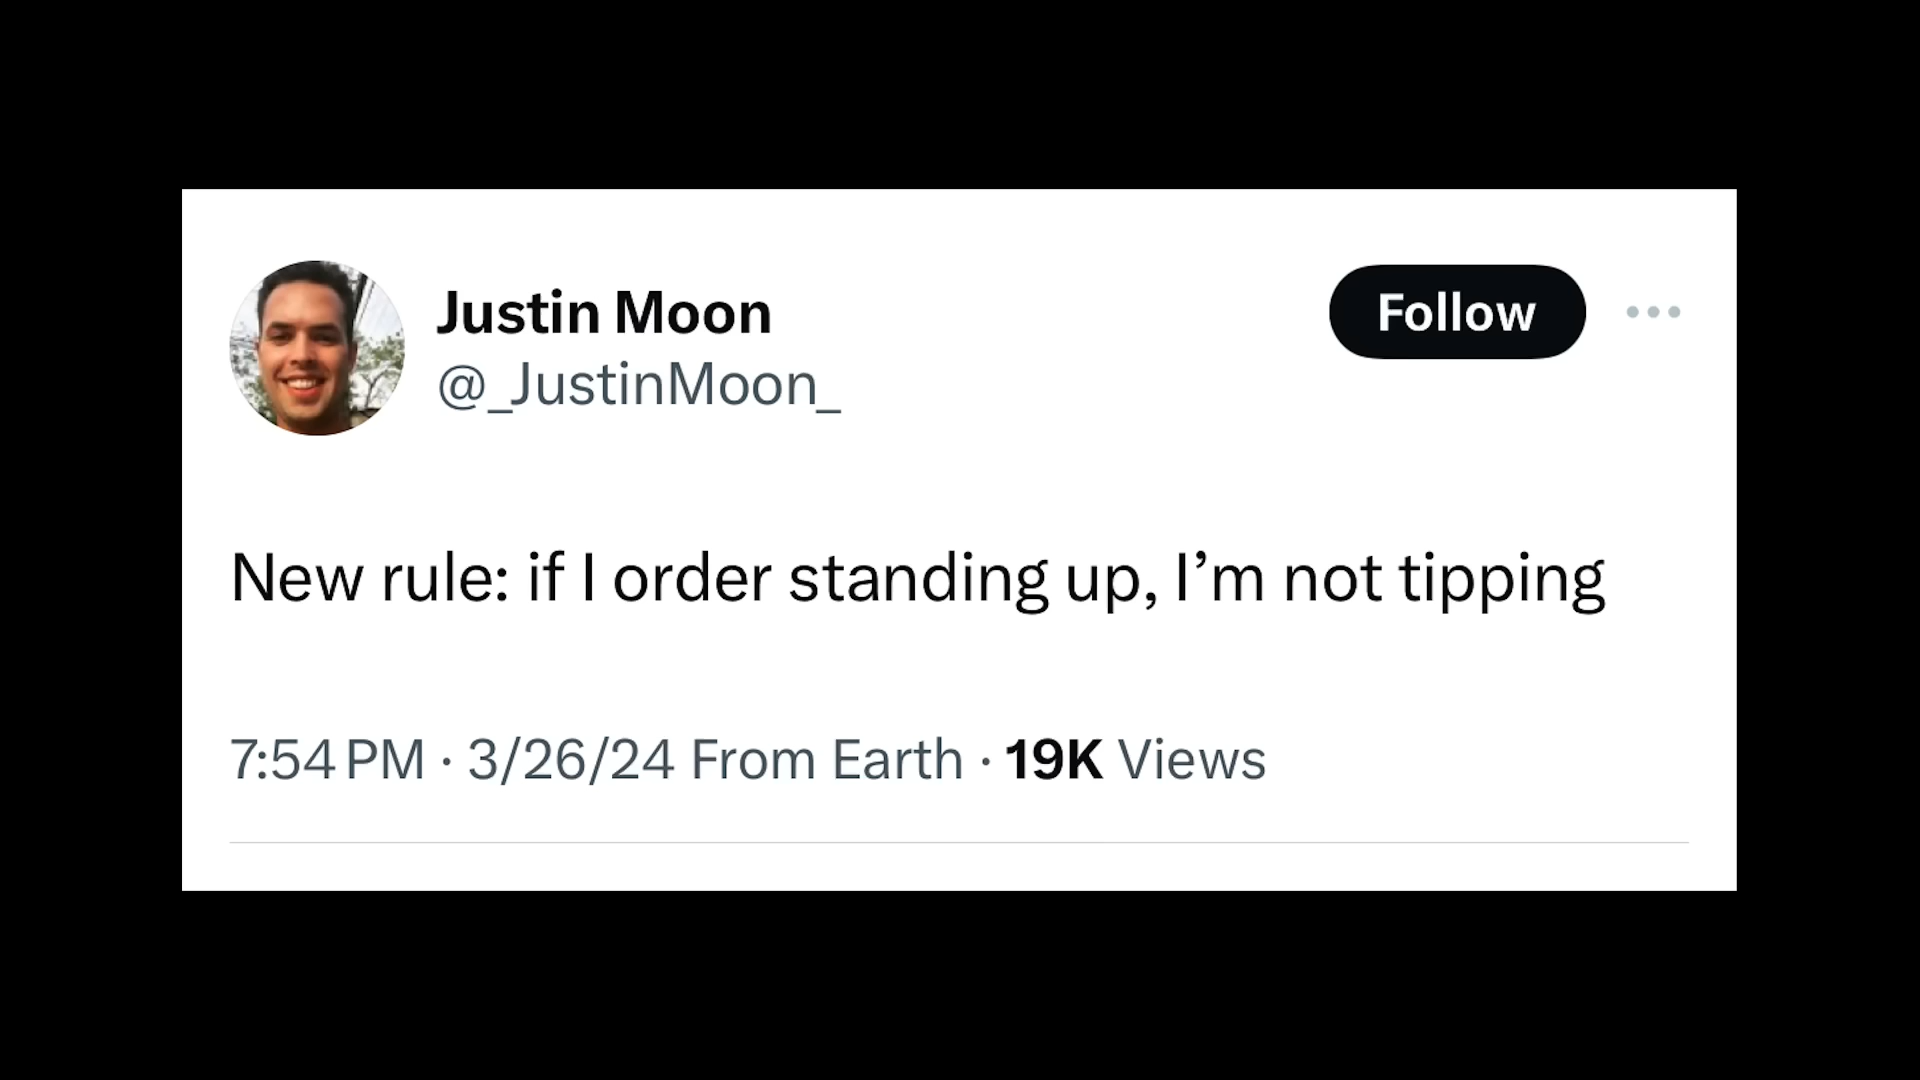 Justin Moon
@_JustinMoon_
Follow
New rule: if I order standing up, I’m not tipping
7:54 PM · 3/26/24 From Earth · 19K Views